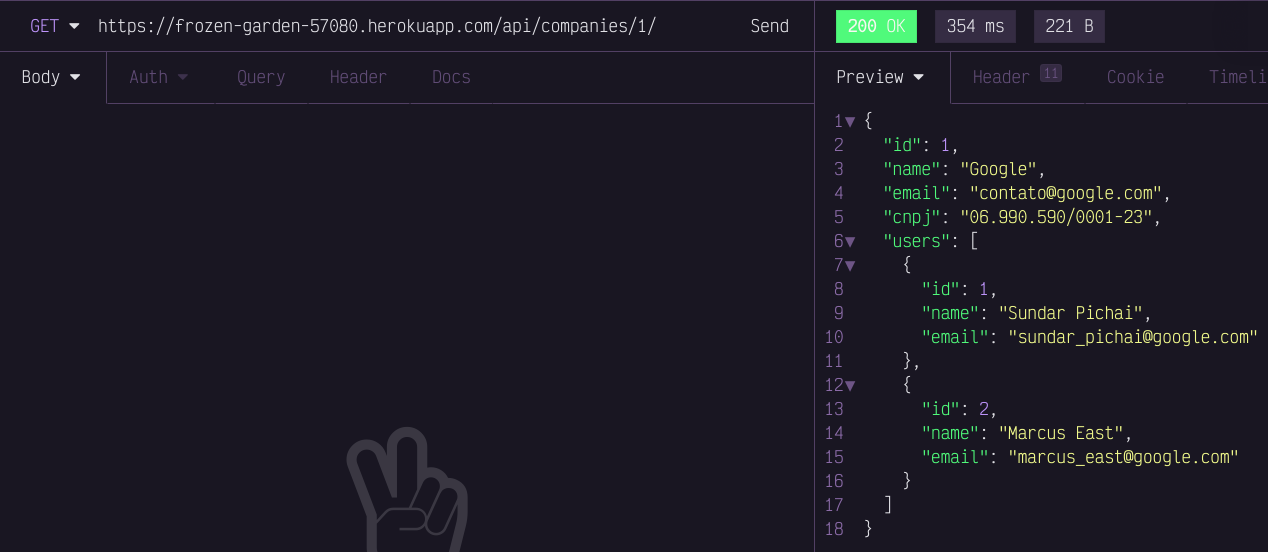 GET https://frozen-garden-57080.herokuapp.com/api/companies/1/ Send
200 OK 354 ms 221 B
Body Auth Query Header Docs
Preview Header 11 Cookie Timeli
1 {
2 "id": 1,
3 "name": "Google",
4 "email": "contato@google.com",
5 "cnpj": "06.990.590/0001-23",
6 "users": [
7 {
8 "id": 1,
9 "name": "Sundar Pichai",
10 "email": "sundar_pichai@google.com"
11 },
12 {
13 "id": 2,
14 "name": "Marcus East",
15 "email": "marcus_east@google.com"
16 }
17 ]
18 }